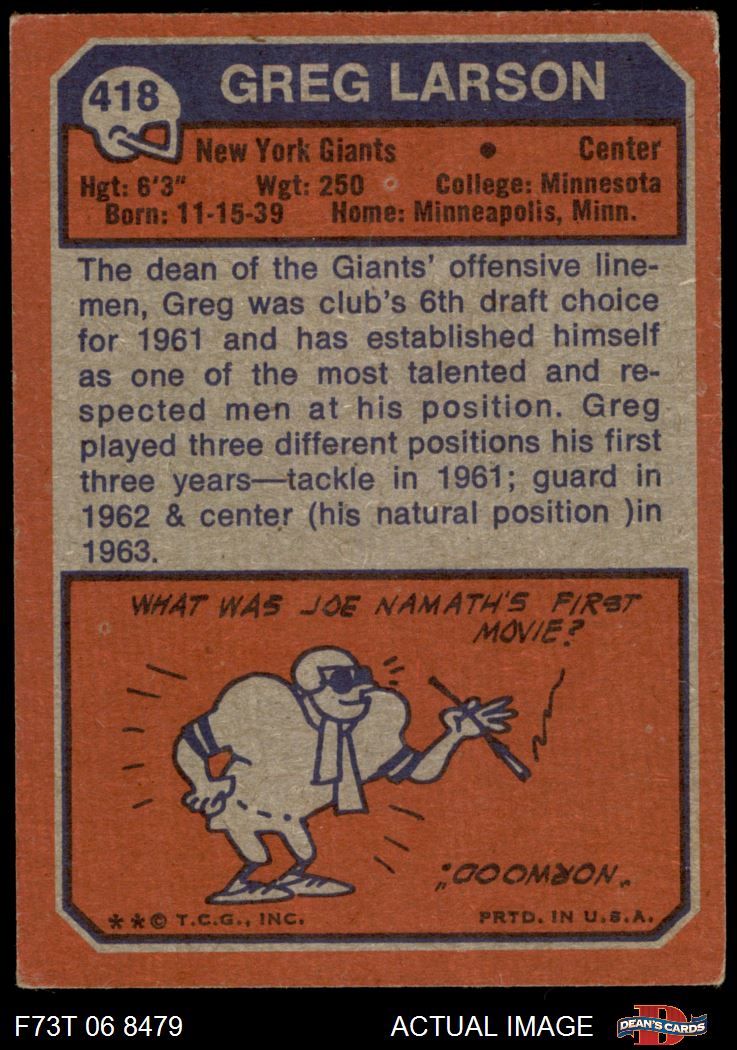 418
GREG LARSON
New York Giants • Center
Hgt: 6'3" Wgt: 250 College: Minnesota
Born: 11-15-39 Home: Minneapolis, Minn.
The dean of the Giants' offensive line-
men, Greg was club's 6th draft choice
for 1961 and has established himself
as one of the most talented and re-
spected men at his position. Greg
played three different positions his first
three years—tackle in 1961; guard in
1962 & center (his natural position )in
1963.
WHAT WAS JOE NAMATH'S FIRST
MOVIE?
"NORWOOD."
**© T.C.G., INC. PRTD. IN U.S.A.
F73T 06 8479 ACTUAL IMAGE D DEAN'S CARDS